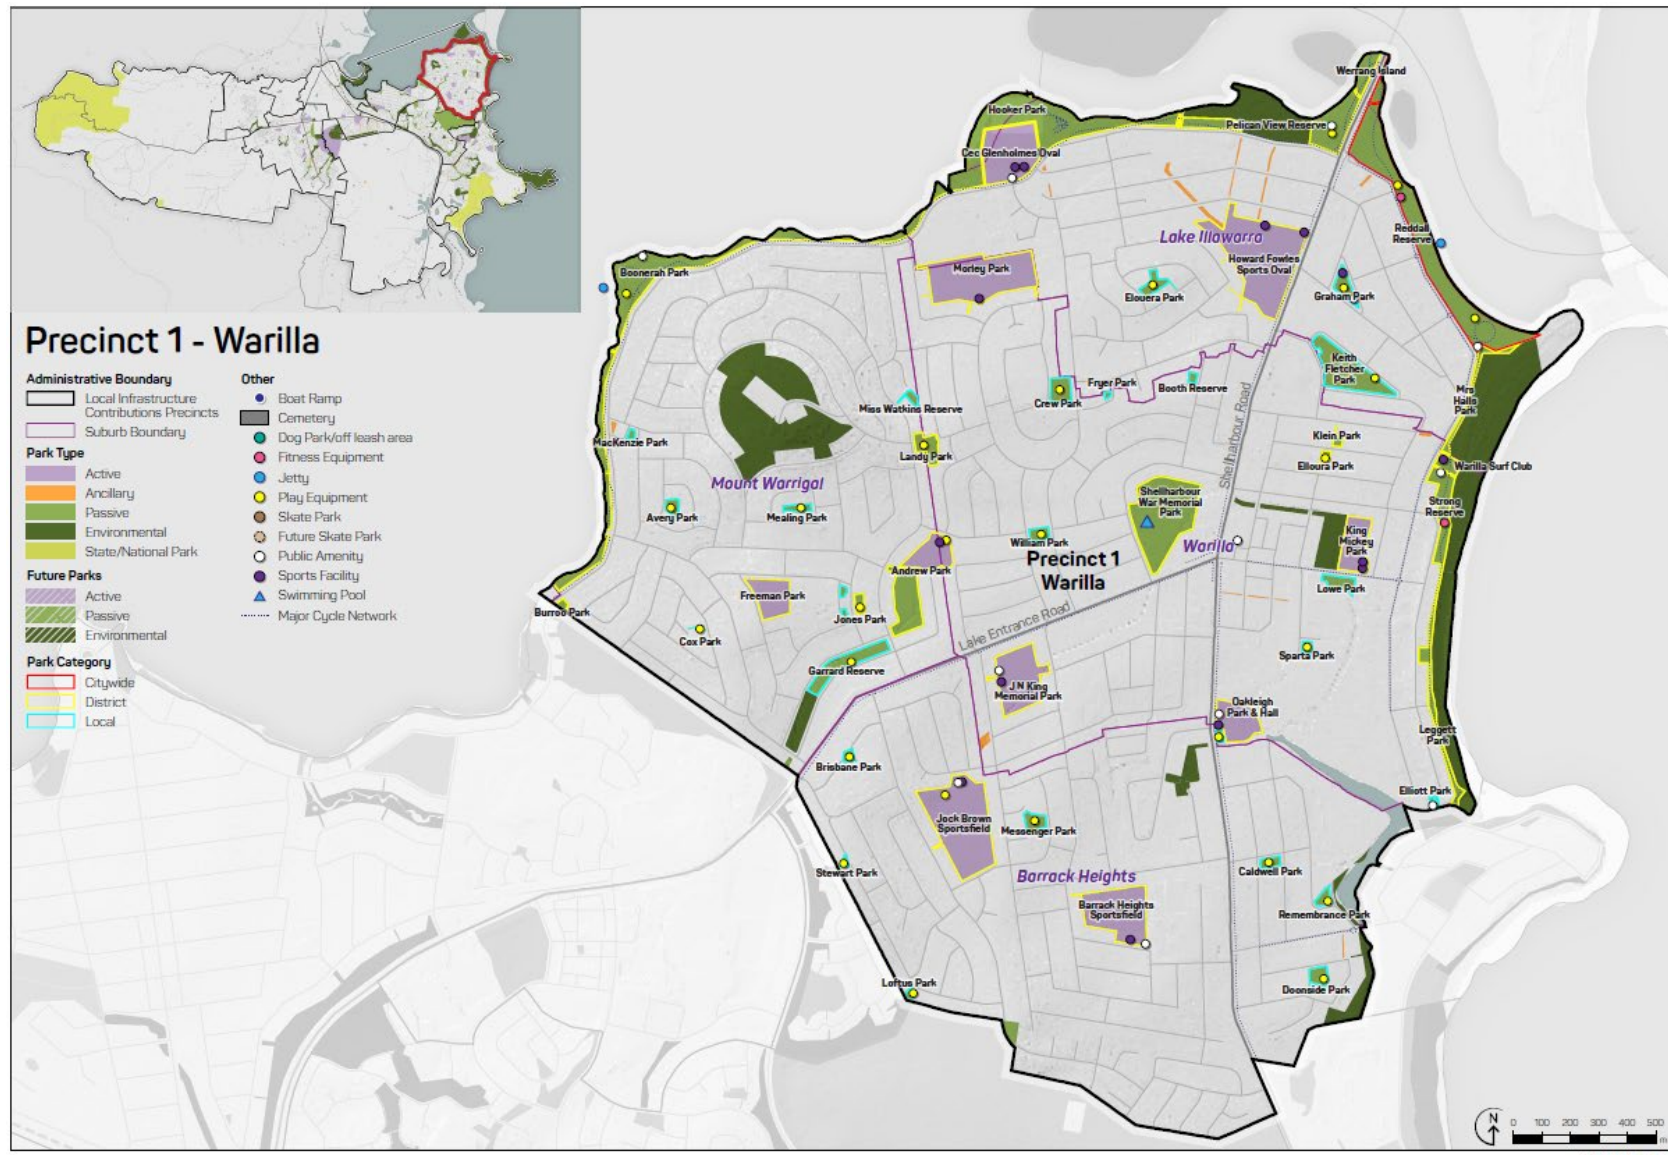 Precinct 1 - Warilla
Administrative Boundary
Local Infrastructure
Contributions Precincts
Suburb Boundary
Park Type
Active
Ancillary
Passive
Environmental
State/National Park
Future Parks
Active
Passive
Environmental
Park Category
Citywide
District
Local
Other
Boat Ramp
Cemetery
Dog Park/off leash area
Fitness Equipment
Jetty
Play Equipment
Skate Park
Future Skate Park
Public Amenity
Sports Facility
Swimming Pool
Major Cycle Network
Werrang Island
Hooker Park
Pelican View Reserve
Cec Glenholmes Oval
Reddall
Reserve
Lake Illawarra
Howard Fowles
Sports Oval
Boonerah Park
Morley Park
Elouera Park
Graham Park
Keith
Fletcher
Park
Mrs
Halls
Park
Miss Watkins Reserve
Crew Park
Fryer Park
Booth Reserve
Shellharbour Road
MacKenzie Park
Landy Park
Klein Park
Elloura Park
Warilla Surf Club
Mount Warrigal
Shellharbour
War Memorial
Park
Strong
Reserve
Avery Park
Mealing Park
William Park
Warilla
King
Mickey
Park
Precinct 1
Warilla
Andrew Park
Lowe Park
Freeman Park
Burroo Park
Jones Park
Lake Entrance Road
Cox Park
Sparta Park
Garrard Reserve
J N King
Memorial Park
Oakleigh
Park & Hall
Leggett
Park
Brisbane Park
Elliott Park
Jock Brown
Sportsfield
Messenger Park
Stewart Park
Barrack Heights
Caldwell Park
Barrack Heights
Sportsfield
Remembrance Park
Loftus Park
Doonside Park
N
0 100 200 300 400 500
m